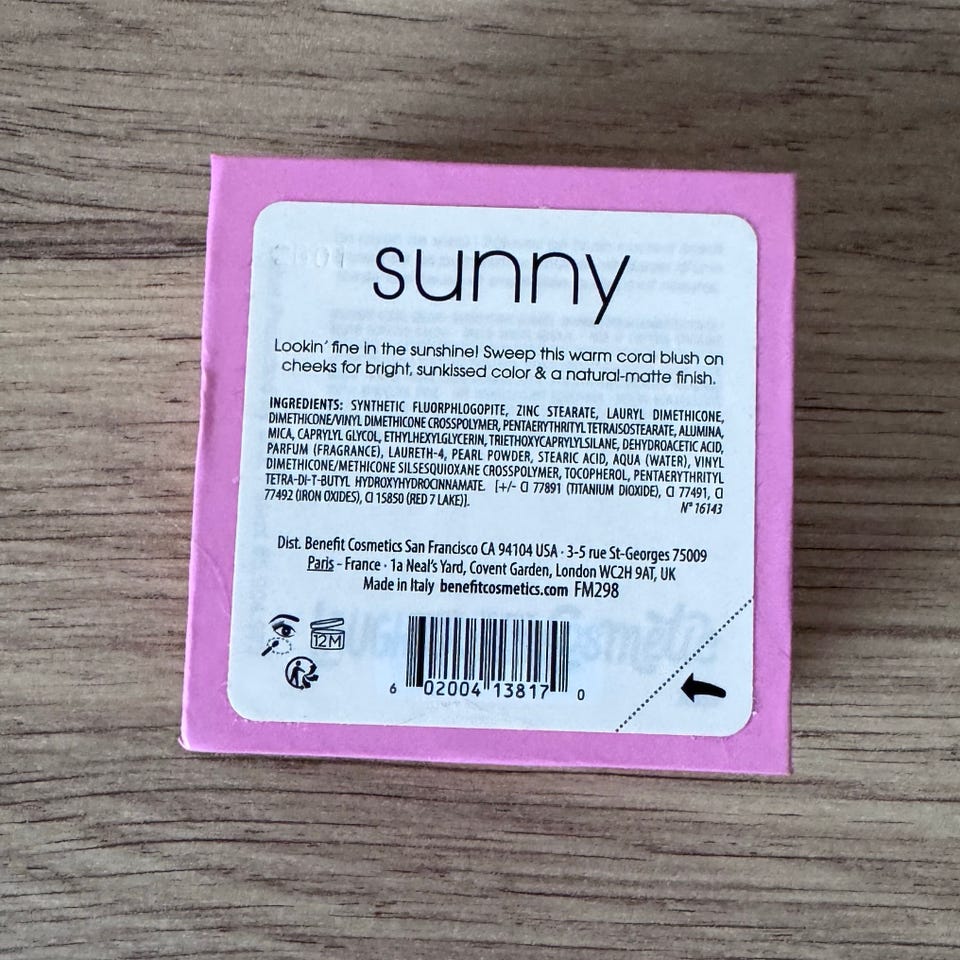 sunny
Lookin' fine in the sunshine! Sweep this warm coral blush on
cheeks for bright, sunkissed color & a natural-matte finish.
INGREDIENTS: SYNTHETIC FLUORPHLOGOPITE, ZINC STEARATE, LAURYL DIMETHICONE,
DIMETHICONE/VINYL DIMETHICONE CROSSPOLYMER, PENTAERYTHRITYL TETRAISOSTEARATE, ALUMINA,
MICA, CAPRYLYL GLYCOL, ETHYLHEXYLGLYCERIN, TRIETHOXYCAPRYLYLSILANE, DEHYDROACETIC ACID,
PARFUM (FRAGRANCE), LAURETH-4, PEARL POWDER, STEARIC ACID, AQUA (WATER), VINYL
DIMETHICONE/METHICONE SILSESQUIOXANE CROSSPOLYMER, TOCOPHEROL, PENTAERYTHRITYL
TETRA-DI-T-BUTYL HYDROXYHYDROCINNAMATE. [+/- CI 77891 (TITANIUM DIOXIDE), CI 77491, CI
77492 (IRON OXIDES), CI 15850 (RED 7 LAKE)].
N° 16143
Dist. Benefit Cosmetics San Francisco CA 94104 USA · 3-5 rue St-Georges 75009
Paris - France · 1a Neal's Yard, Covent Garden, London WC2H 9AT, UK
Made in Italy benefitcosmetics.com FM298
12M
6 02004 13817 0